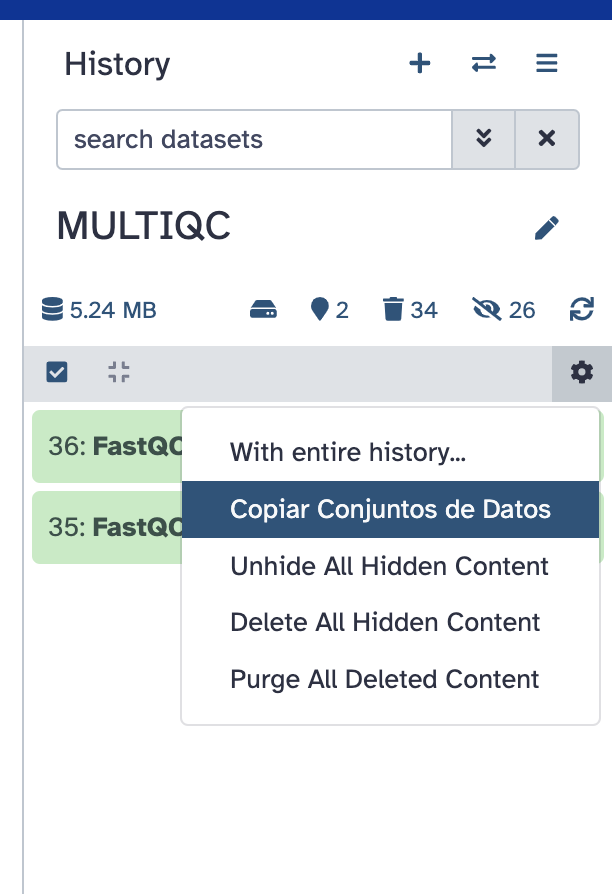 History
search datasets
MULTIQC
5.24 MB 2 34 26
With entire history...
36: FastQC
Copiar Conjuntos de Datos
35: FastQC
Unhide All Hidden Content
Delete All Hidden Content
Purge All Deleted Content